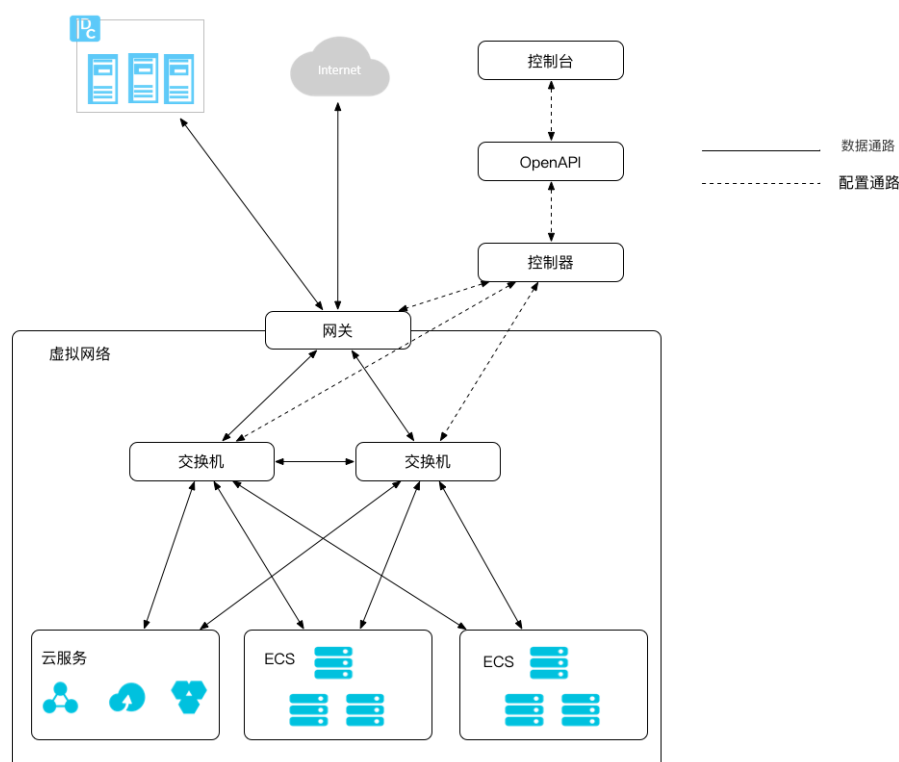 IDC
Internet
控制台
OpenAPI
数据通路
配置通路
控制器
网关
虚拟网络
交换机
交换机
云服务
ECS
ECS